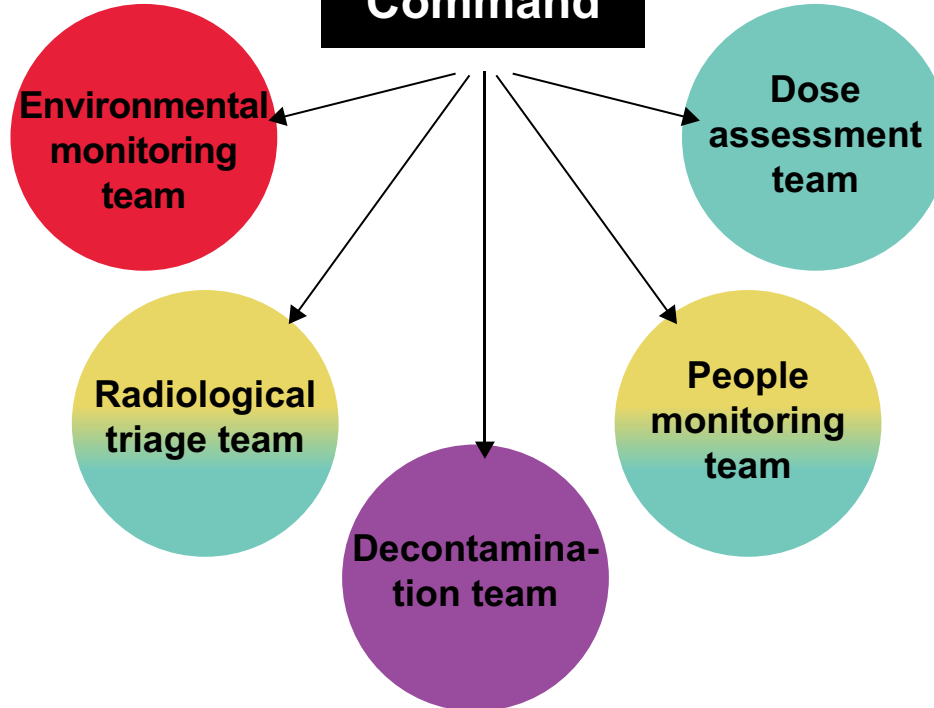 Command
Environmental
monitoring
team
Dose
assessment
team
Radiological
triage team
People
monitoring
team
Decontamina-
tion team